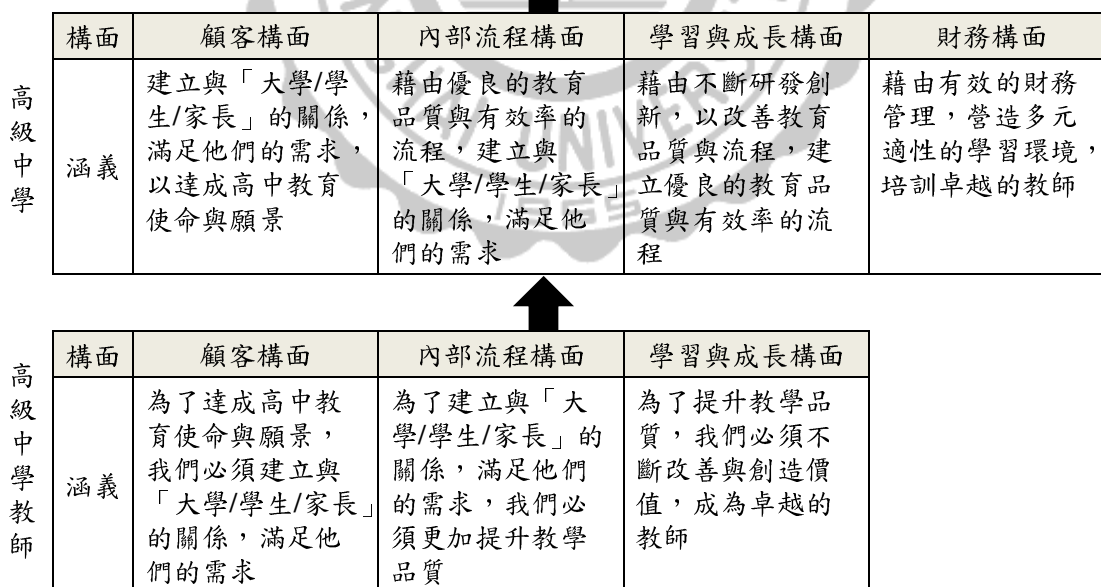 高級中學
構面 顧客構面 內部流程構面 學習與成長構面 財務構面
涵義
建立與「大學/學
生/家長」的關係，
滿足他們的需求，
以達成高中教育
使命與願景
藉由優良的教育
品質與有效率的
流程，建立與
「大學/學生/家長」
的關係，滿足他
們的需求
藉由不斷研發創
新，以改善教育
品質與流程，建
立優良的教育品
質與有效率的流
程
藉由有效的財務
管理，營造多元
適性的學習環境，
培訓卓越的教師
高級中學教師
構面 顧客構面 內部流程構面 學習與成長構面
涵義
為了達成高中教
育使命與願景，
我們必須建立與
「大學/學生/家長」
的關係，滿足他
們的需求
為了建立與「大
學/學生/家長」的
關係，滿足他們
的需求，我們必
須更加提升教學
品質
為了提升教學品
質，我們必須不
斷改善與創造價
值，成為卓越的
教師